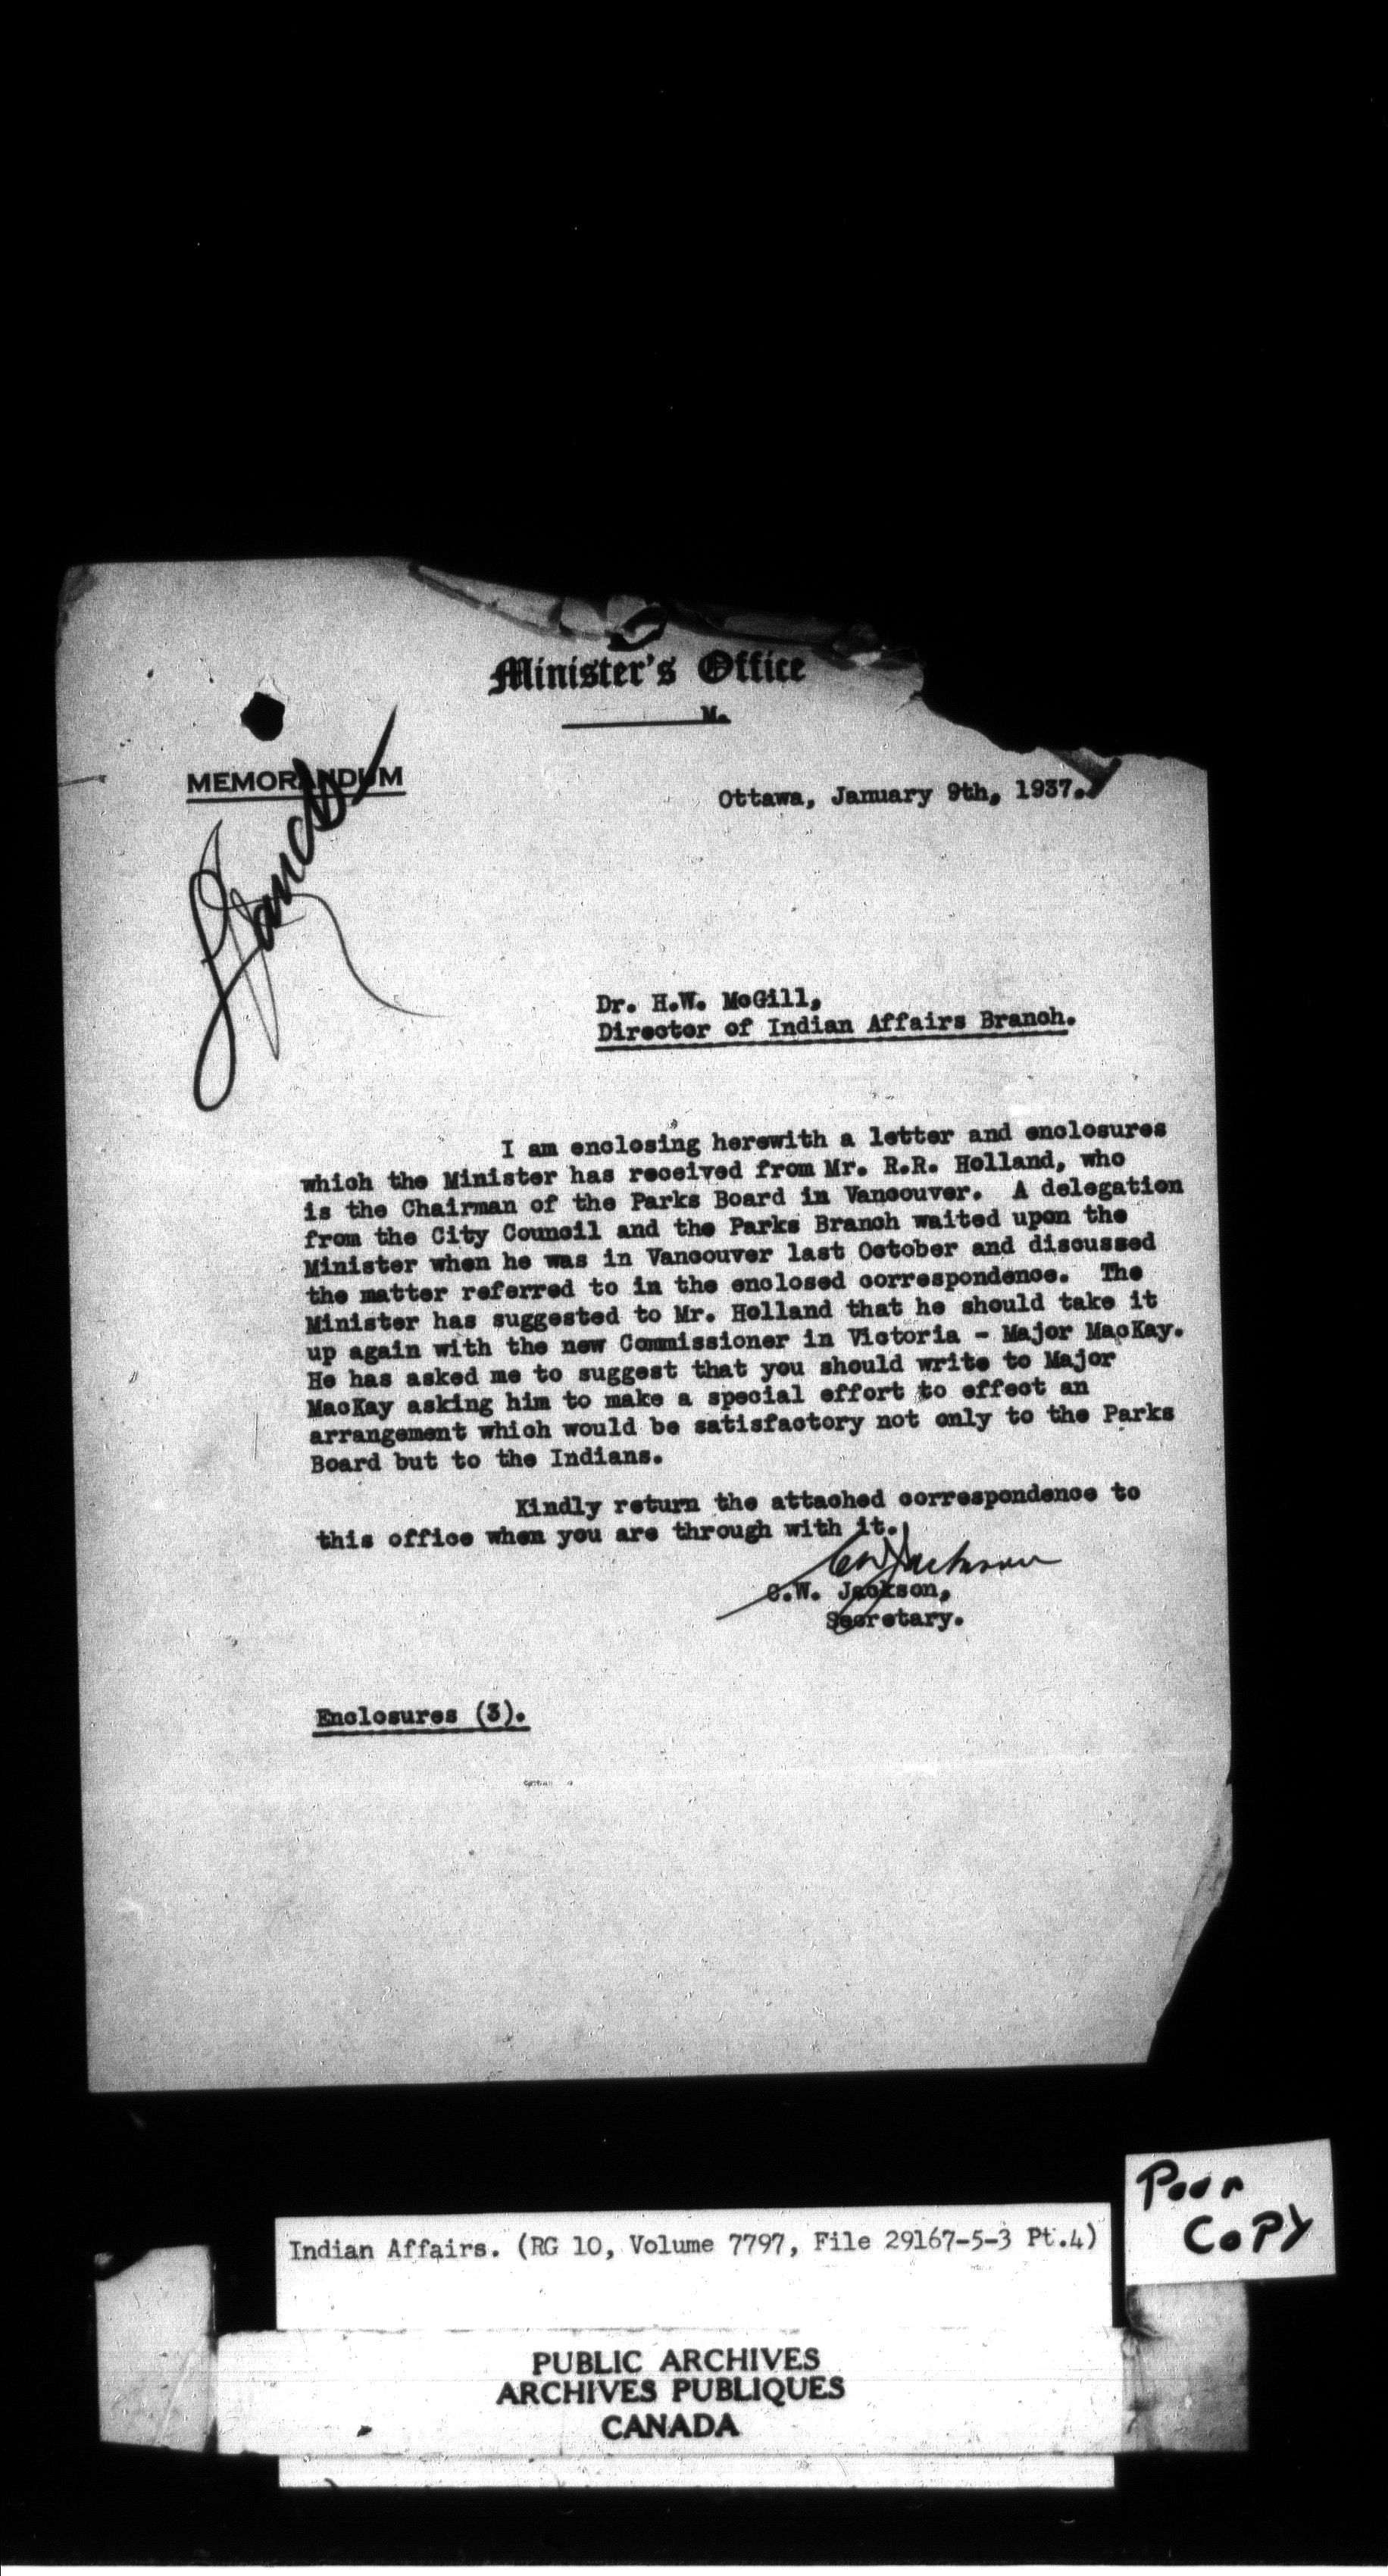 Minister's Office
M.
MEMORANDUM
Ottawa, January 9th, 1937.
Dr. H.W. McGill,
Director of Indian Affairs Branch.
I am enclosing herewith a letter and enclosures
which the Minister has received from Mr. R.R. Holland, who
is the Chairman of the Parks Board in Vancouver. A delegation
from the City Council and the Parks Branch waited upon the
Minister when he was in Vancouver last October and discussed
the matter referred to in the enclosed correspondence. The
Minister has suggested to Mr. Holland that he should take it
up again with the new Commissioner in Victoria - Major MacKay.
He has asked me to suggest that you should write to Major
MacKay asking him to make a special effort to effect an
arrangement which would be satisfactory not only to the Parks
Board but to the Indians.
Kindly return the attached correspondence to
this office when you are through with it.
CWJackson
C.W. Jackson,
Secretary.
Enclosures (3).
Poor
Copy
Indian Affairs. (RG 10, Volume 7797, File 29167-5-3 Pt.4)
PUBLIC ARCHIVES
ARCHIVES PUBLIQUES
CANADA